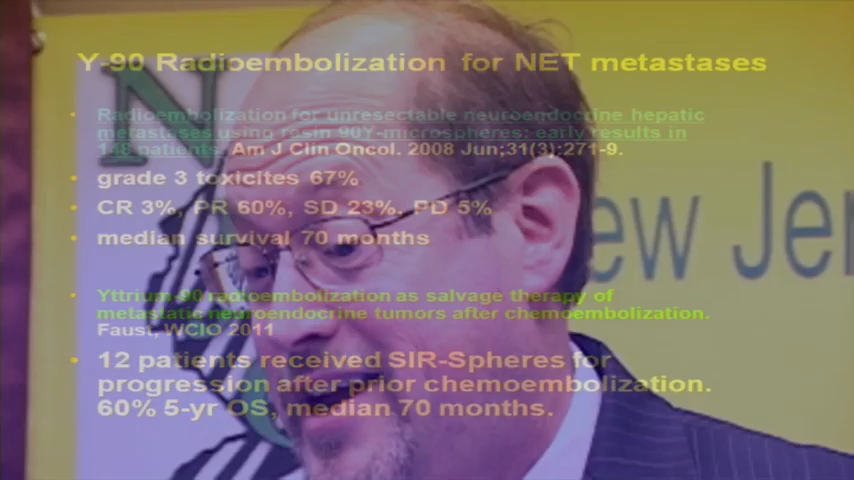 Y-90 Radioembolization for NET metastases
• Radioembolization for unresectable neuroendocrine hepatic
metastases using rosin 90Y-microspheres: early results in
148 patients. Am J Clin Oncol. 2008 Jun;31(3):271-9.
• grade 3 toxicites 67%
• CR 3%, PR 60%, SD 23%, PD 5%
• median survival 70 months
• Yttrium-90 radioembolization as salvage therapy of
metastatic neuroendocrine tumors after chemoembolization.
Faust, WCIO 2011
• 12 patients received SIR-Spheres for
progression after prior chemoembolization.
60% 5-yr OS, median 70 months.
N
ew Jer